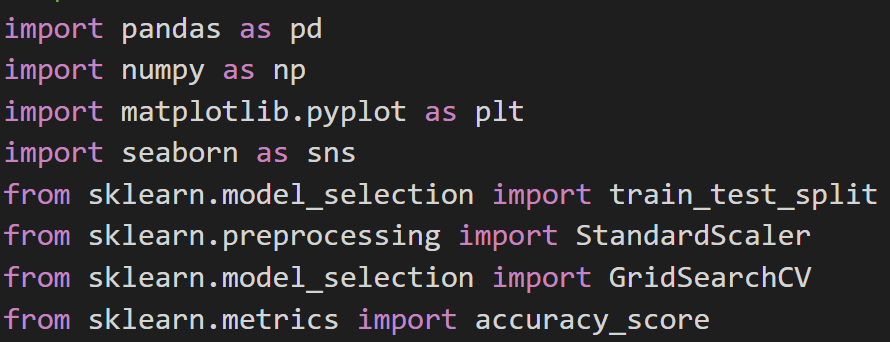 import pandas as pd
import numpy as np
import matplotlib.pyplot as plt
import seaborn as sns
from sklearn.model_selection import train_test_split
from sklearn.preprocessing import StandardScaler
from sklearn.model_selection import GridSearchCV
from sklearn.metrics import accuracy_score